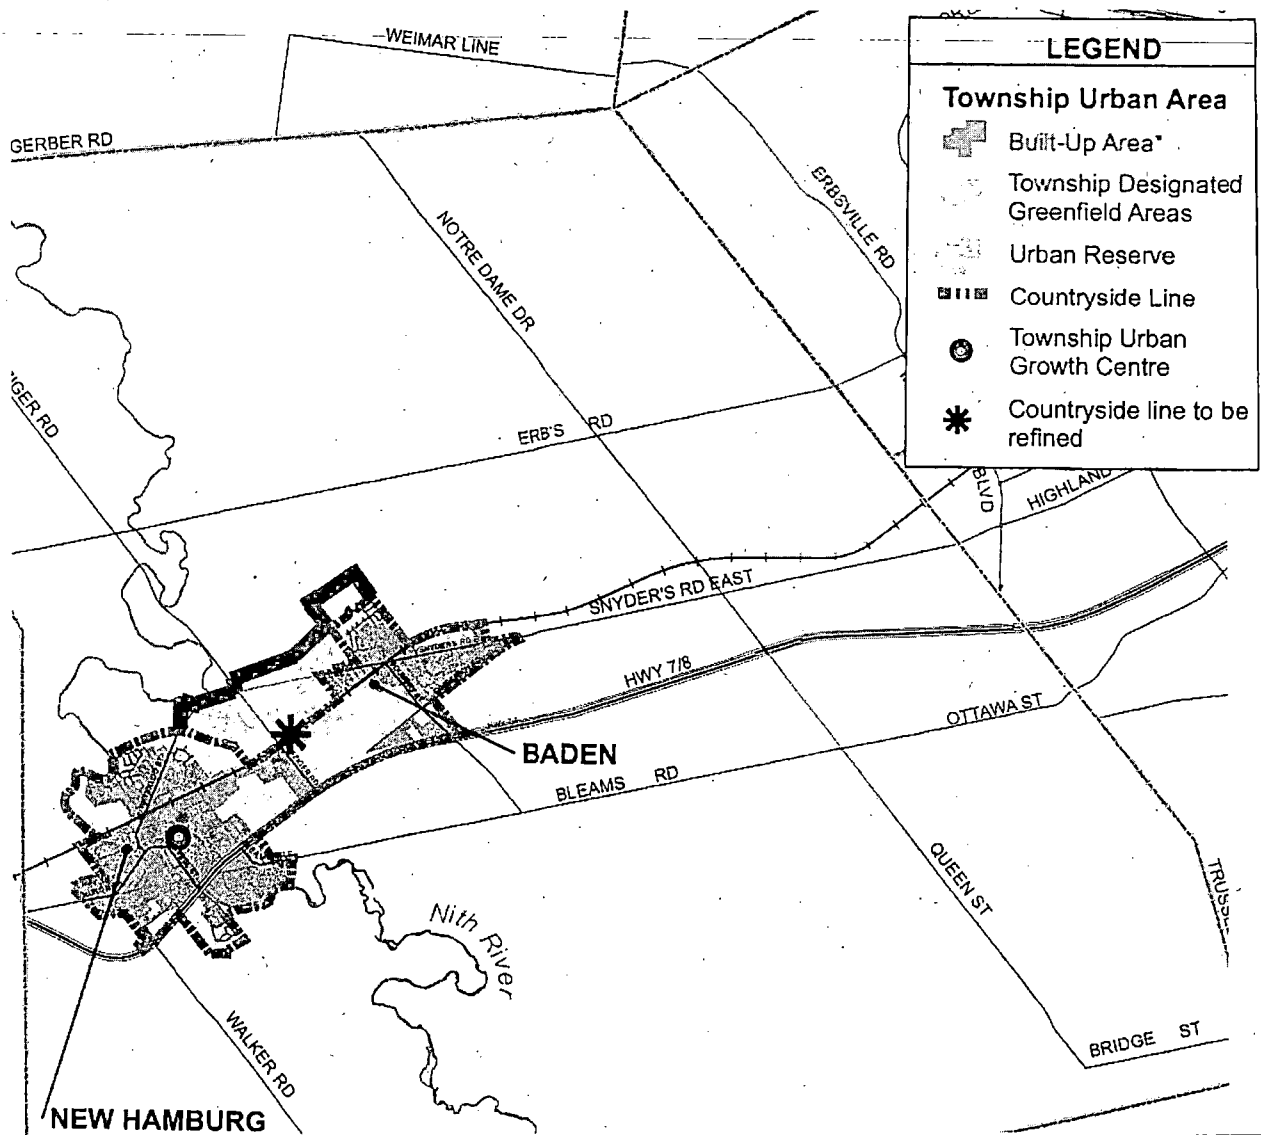 WEIMAR LINE
GERBER RD
NOTRE DAME DR
ERBSVILLE RD
ERB'S RD
SNYDER'S RD EAST
SNYDER'S RD E
HWY 7/8
OTTAWA ST
BLEAMS RD
BLVD
HIGHLAND
BADEN
QUEEN ST
Nith River
WALKER RD
BRIDGE ST
NEW HAMBURG
LEGEND
Township Urban Area
Built-Up Area*
Township Designated
Greenfield Areas
Urban Reserve
Countryside Line
Township Urban
Growth Centre
Countryside line to be
refined